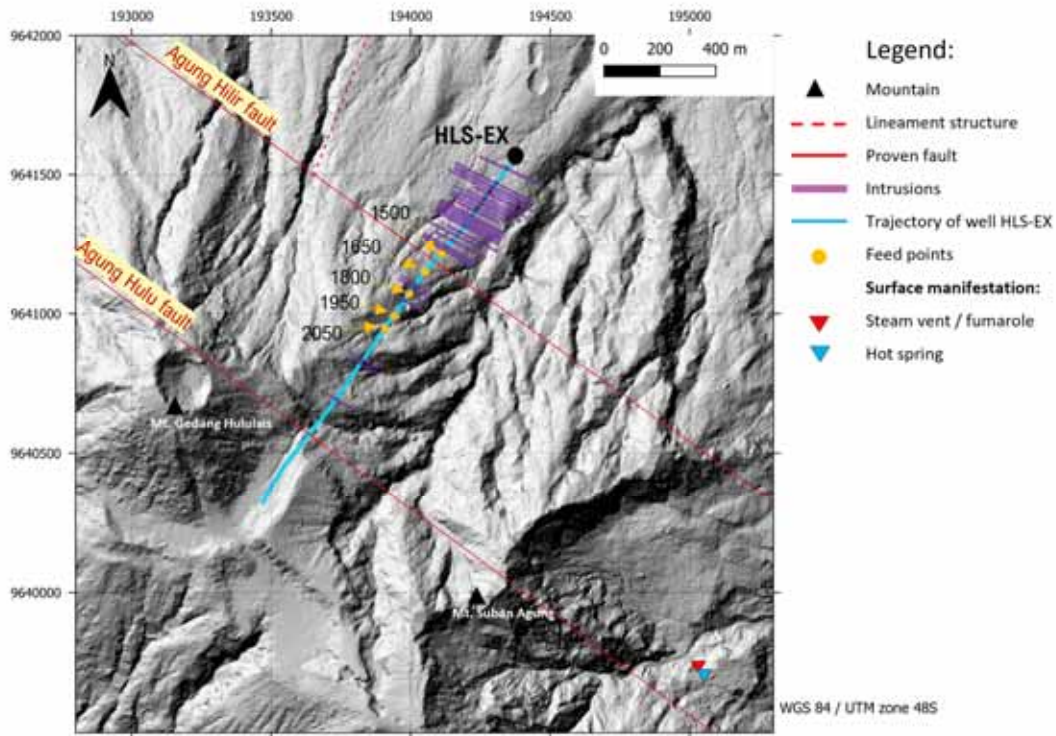 193000 193500 194000 194500 195000
9642000
9641500
9641000
9640500
9640000
N
Agung Hilir fault
Agung Hulu fault
0 200 400 m
HLS-EX
1500
1650
1800
1950
2050
Mt. Gedang Hululais
Mt. Suban Agung
Legend:
Mountain
Lineament structure
Proven fault
Intrusions
Trajectory of well HLS-EX
Feed points
Surface manifestation:
Steam vent / fumarole
Hot spring
WGS 84 / UTM zone 48S